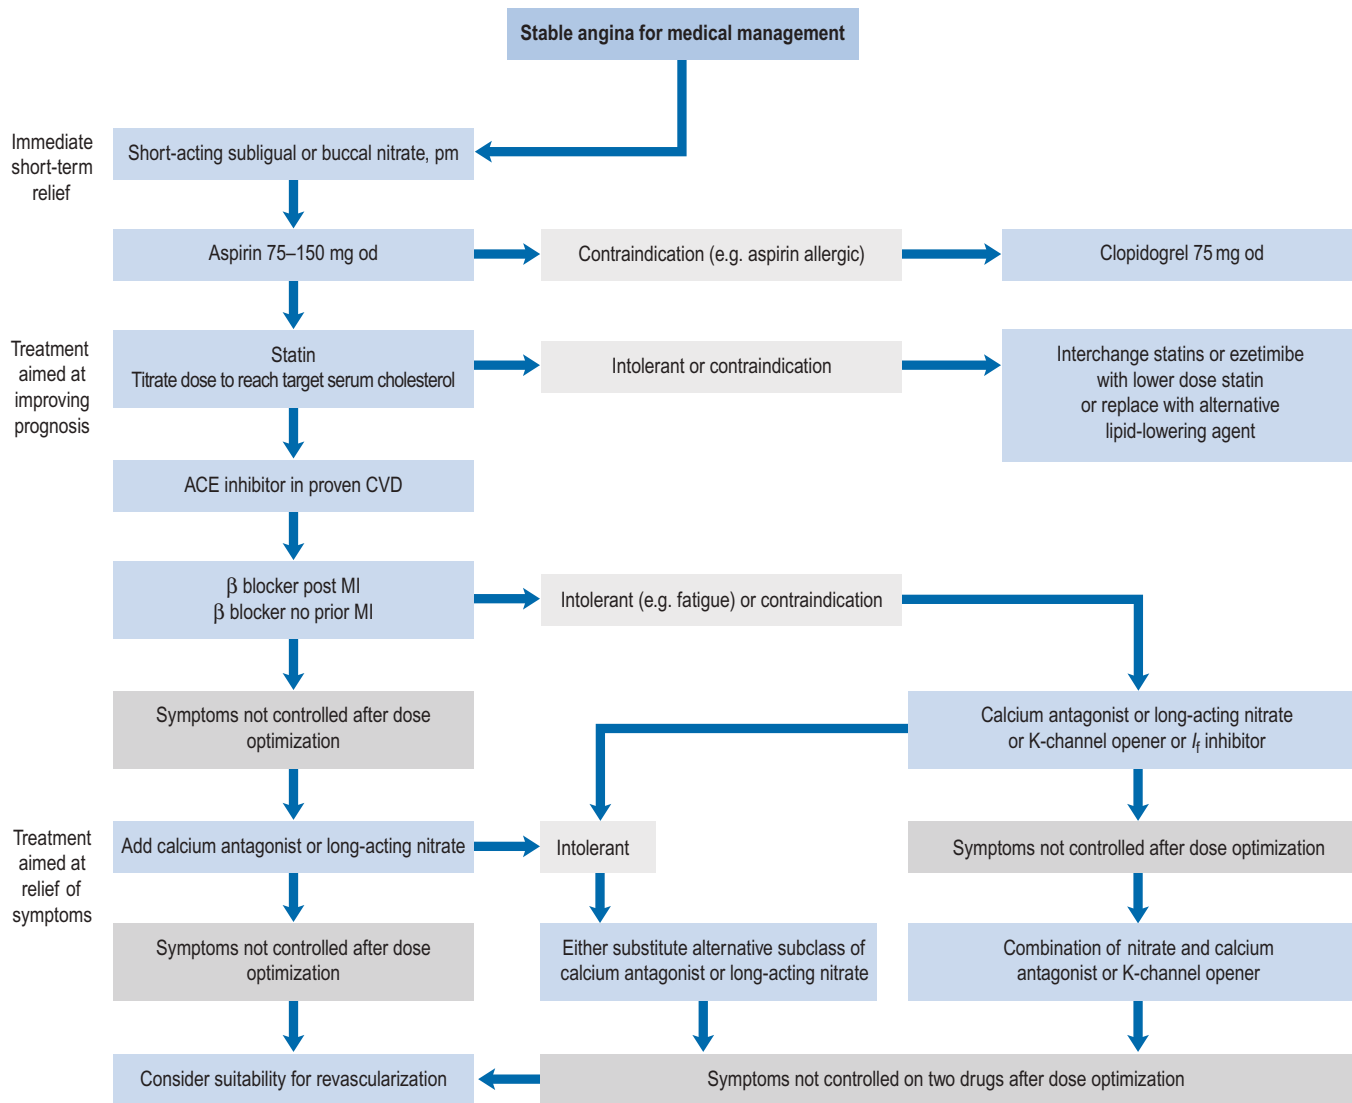 Stable angina for medical management
Immediate
short-term
relief
Short-acting subligual or buccal nitrate, pm
Aspirin 75–150 mg od
Contraindication (e.g. aspirin allergic)
Clopidogrel 75 mg od
Treatment
aimed at
improving
prognosis
Statin
Titrate dose to reach target serum cholesterol
Intolerant or contraindication
Interchange statins or ezetimibe
with lower dose statin
or replace with alternative
lipid-lowering agent
ACE inhibitor in proven CVD
β blocker post MI
β blocker no prior MI
Intolerant (e.g. fatigue) or contraindication
Symptoms not controlled after dose
optimization
Calcium antagonist or long-acting nitrate
or K-channel opener or If inhibitor
Treatment
aimed at
relief of
symptoms
Add calcium antagonist or long-acting nitrate
Intolerant
Symptoms not controlled after dose optimization
Symptoms not controlled after dose
optimization
Either substitute alternative subclass of
calcium antagonist or long-acting nitrate
Combination of nitrate and calcium
antagonist or K-channel opener
Consider suitability for revascularization
Symptoms not controlled on two drugs after dose optimization